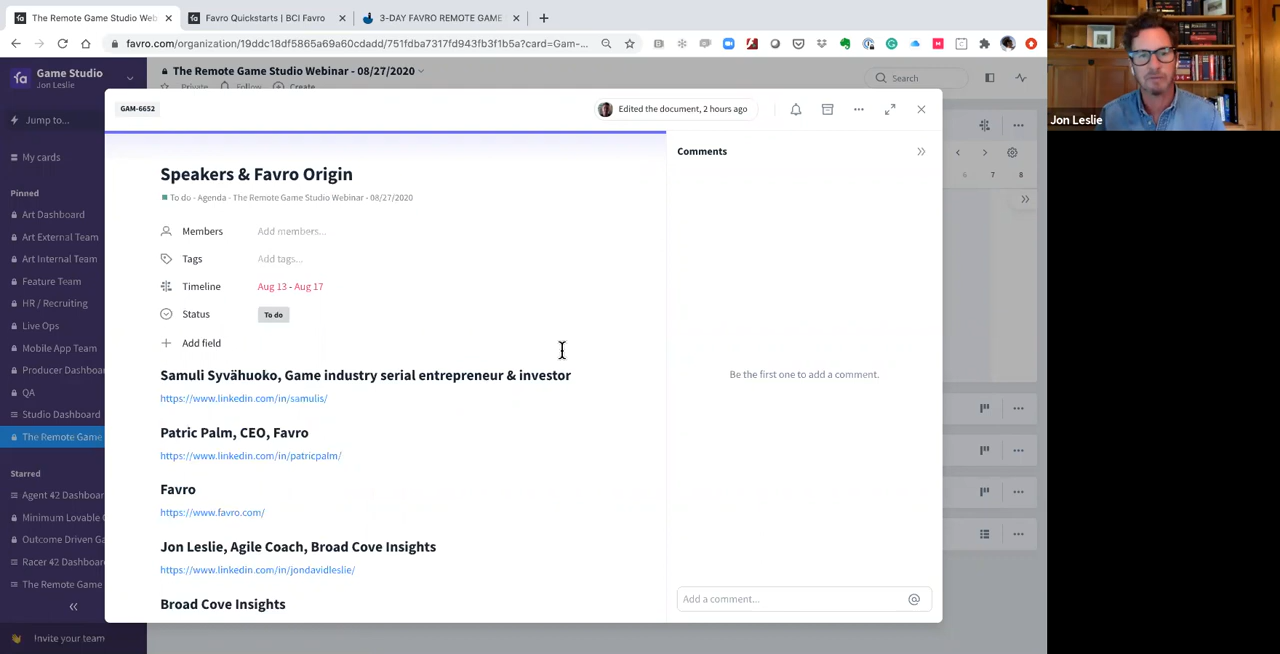 The Remote Game Studio Web
Favro Quickstarts | BCI Favro
3-DAY FAVRO REMOTE GAME
favro.com/organization/19ddc18df5865a69a60cdadd/751fdba7317fd943fb3f1b5a?card=Gam-...
Game Studio
Jon Leslie
The Remote Game Studio Webinar - 08/27/2020
Private
Follow
Create
Search
Jump to...
My cards
Pinned
Art Dashboard
Art External Team
Art Internal Team
Feature Team
HR / Recruiting
Live Ops
Mobile App Team
Producer Dashboa
QA
Studio Dashboard
The Remote Game
Starred
Agent 42 Dashboar
Minimum Lovable
Outcome Driven Ga
Racer 42 Dashboar
The Remote Game
Invite your team
GAM-6652
Edited the document, 2 hours ago
Speakers & Favro Origin
To do - Agenda - The Remote Game Studio Webinar - 08/27/2020
Members Add members...
Tags Add tags...
Timeline Aug 13 - Aug 17
Status To do
Add field
Samuli Syvähuoko, Game industry serial entrepreneur & investor
https://www.linkedin.com/in/samulis/
Patric Palm, CEO, Favro
https://www.linkedin.com/in/patricpalm/
Favro
https://www.favro.com/
Jon Leslie, Agile Coach, Broad Cove Insights
https://www.linkedin.com/in/jondavidleslie/
Broad Cove Insights
Comments
Be the first one to add a comment.
Add a comment...
6 7 8
Jon Leslie